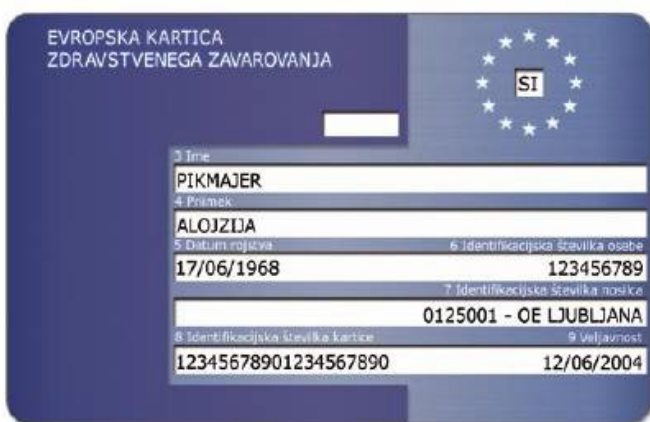 EVROPSKA KARTICA
ZDRAVSTVENEGA ZAVAROVANJA
SI
3 Ime
PIKMAJER
4 Priimek
ALOJZIJA
5 Datum rojstva 6 Identifikacijska številka osebe
17/06/1968 123456789
7 Identifikacijska številka nosilca
0125001 - OE LJUBLJANA
8 Identifikacijska številka kartice 9 Veljavnost
12345678901234567890 12/06/2004